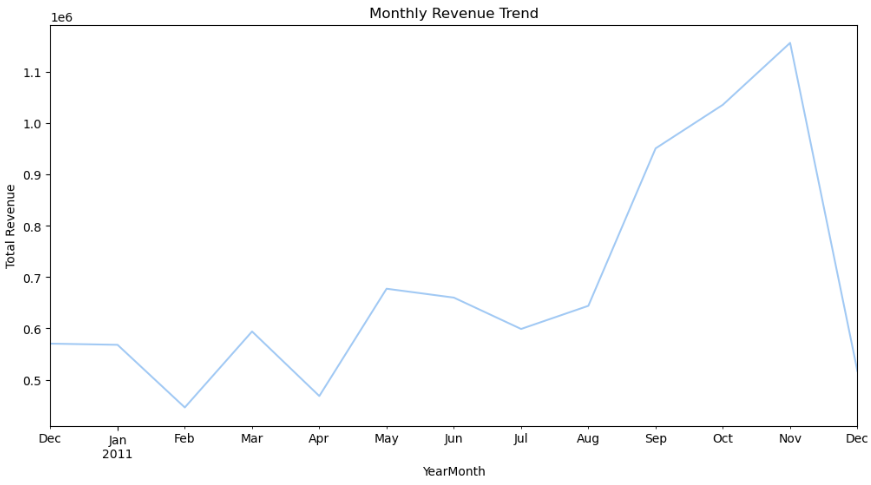 Monthly Revenue Trend
1e6
1.1
1.0
0.9
0.8
0.7
0.6
0.5
Total Revenue
Dec Jan Feb Mar Apr May Jun Jul Aug Sep Oct Nov Dec
2011
YearMonth